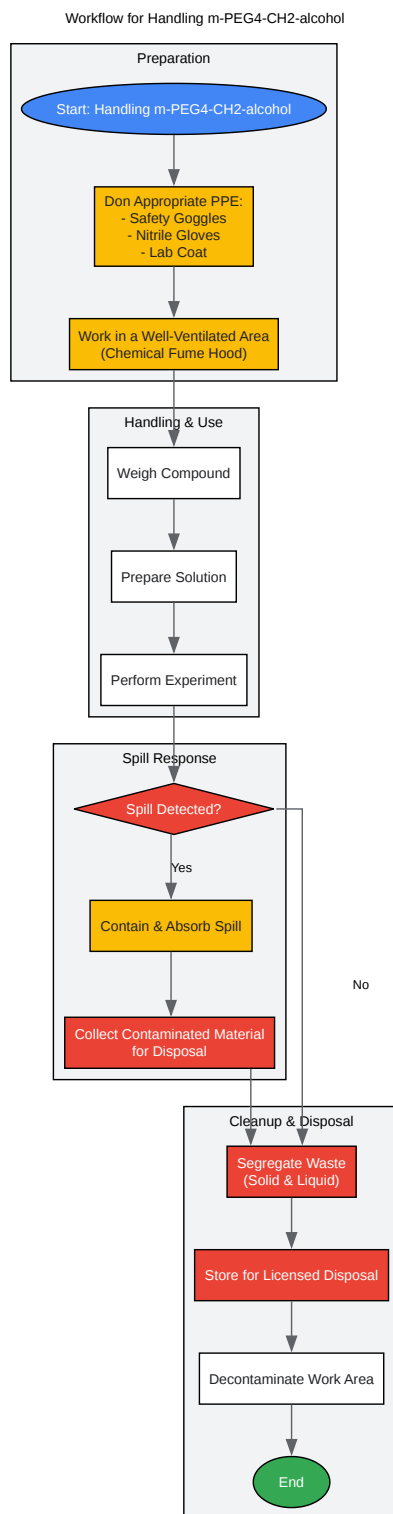 Workflow for Handling m-PEG4-CH2-alcohol
Preparation
Start: Handling m-PEG4-CH2-alcohol
Don Appropriate PPE:
- Safety Goggles
- Nitrile Gloves
- Lab Coat
Work in a Well-Ventilated Area
(Chemical Fume Hood)
Handling & Use
Weigh Compound
Prepare Solution
Perform Experiment
Spill Response
Spill Detected?
Yes
Contain & Absorb Spill
No
Collect Contaminated Material
for Disposal
Cleanup & Disposal
Segregate Waste
(Solid & Liquid)
Store for Licensed Disposal
Decontaminate Work Area
End